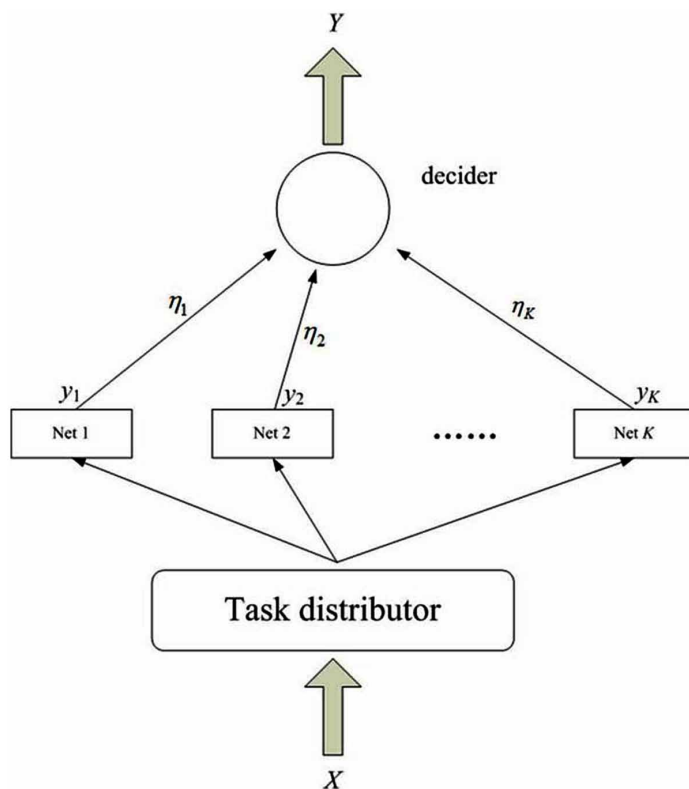 Y
decider
η1 η2 ηK
y1 y2 yK
Net 1 Net 2 ...... Net K
Task distributor
X